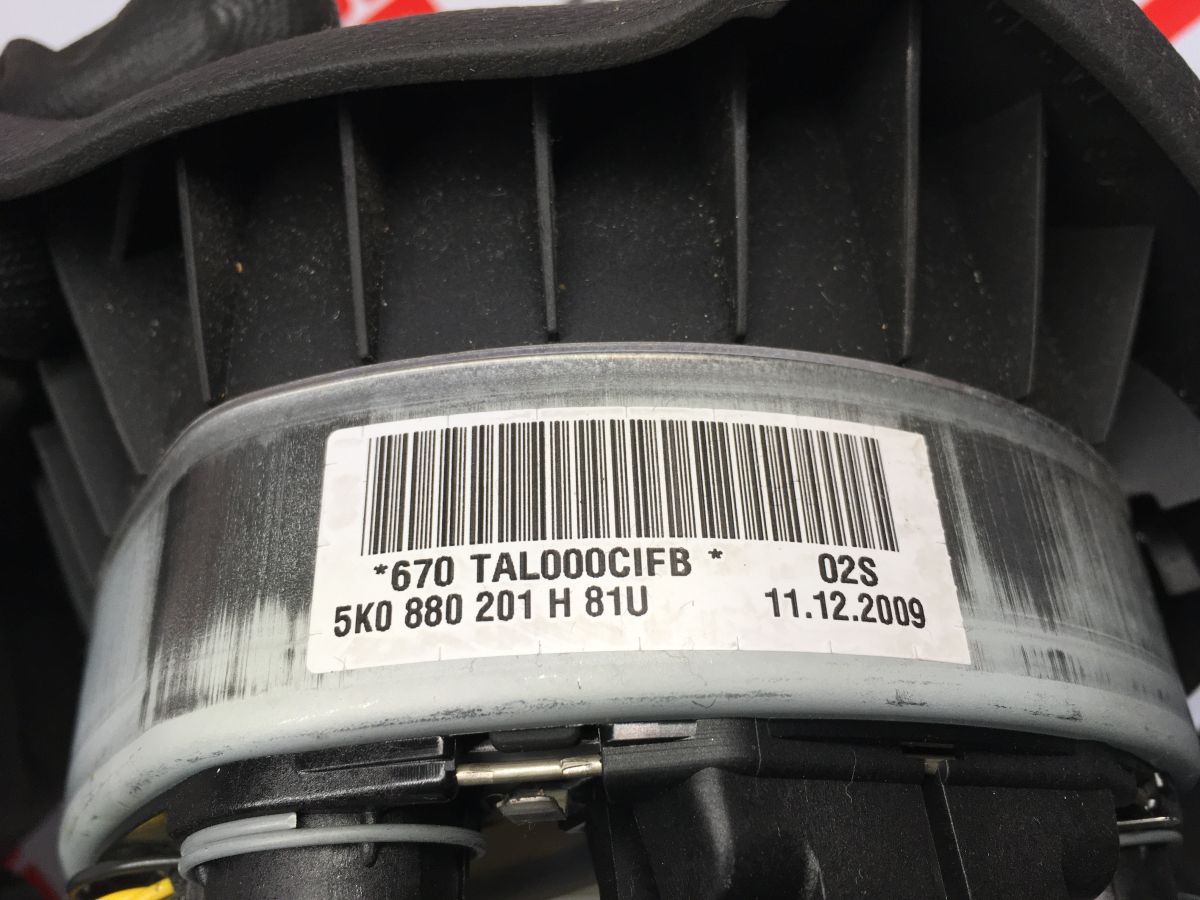 *670 TAL000CIFB * 02S
5K0 880 201 H 81U 11.12.2009